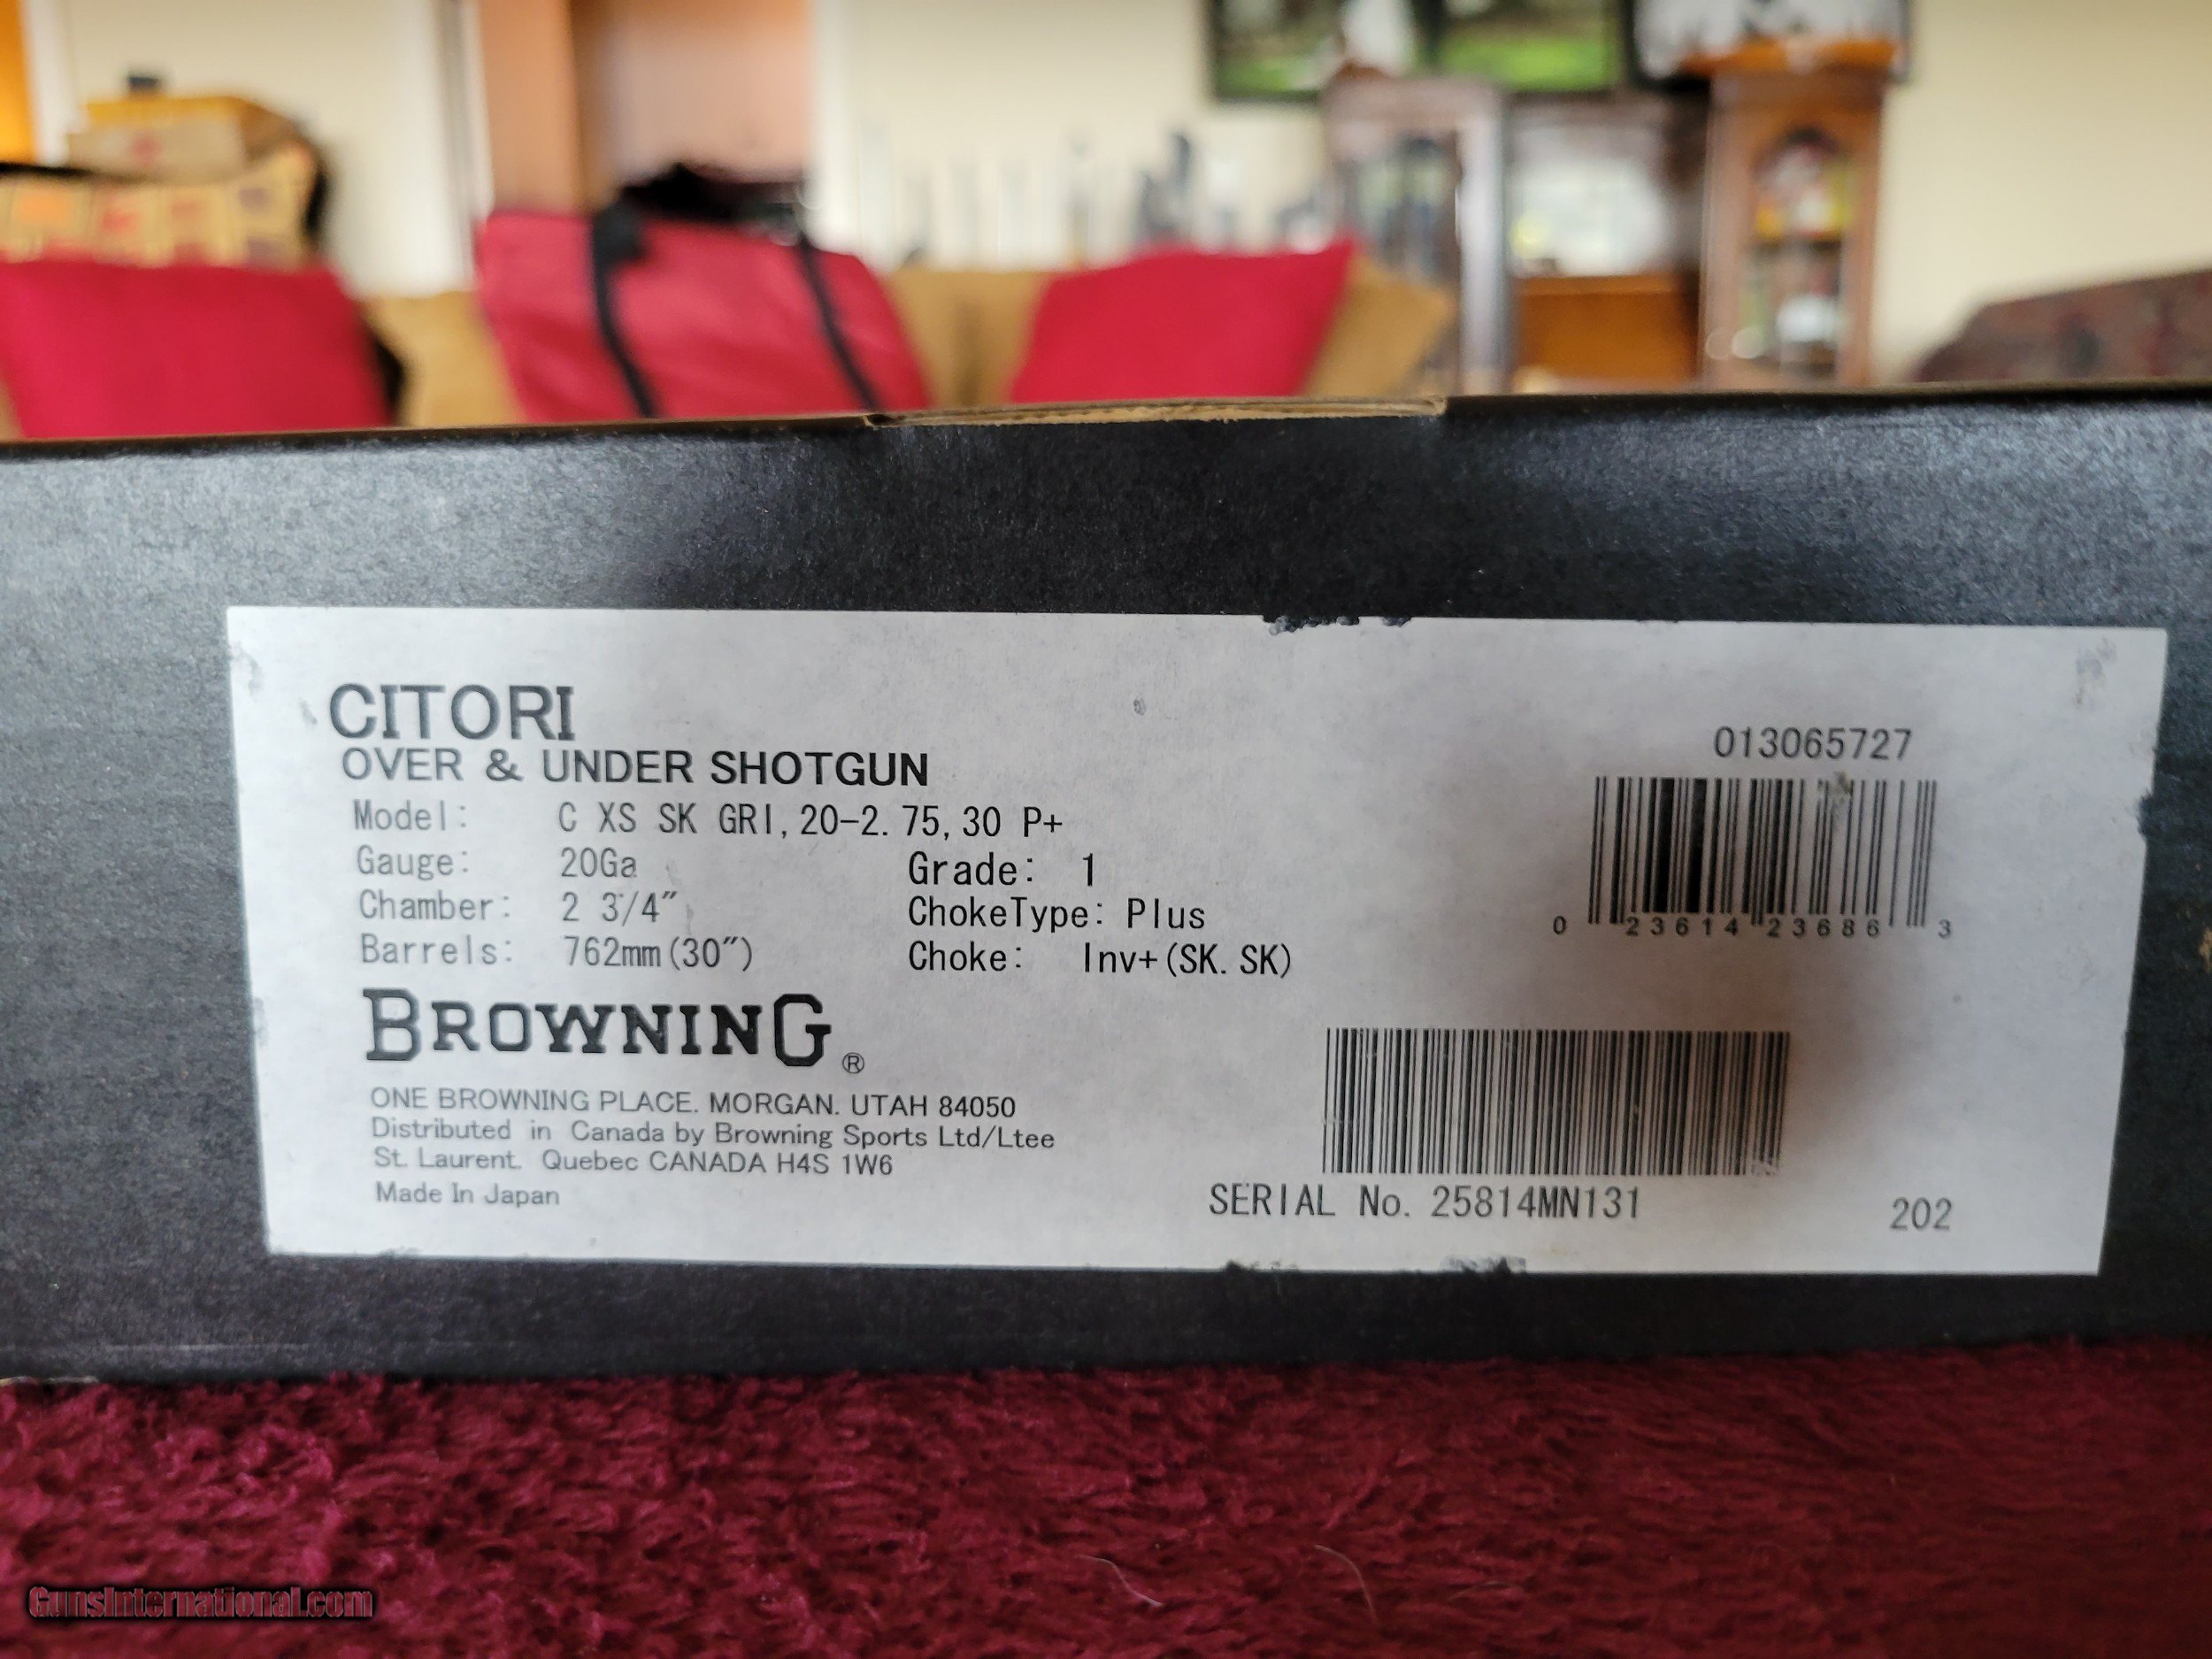 CITORI
OVER & UNDER SHOTGUN
Model: C XS SK GRI,20-2.75,30 P+
Gauge: 20Ga Grade: 1
Chamber: 2 3/4" ChokeType: Plus
Barrels: 762mm(30") Choke: Inv+(SK.SK)
BROWNING®
ONE BROWNING PLACE. MORGAN. UTAH 84050
Distributed in Canada by Browning Sports Ltd/Ltee
St. Laurent. Quebec CANADA H4S 1W6
Made In Japan
013065727
0 23614 23686 3
SERIAL No. 25814MN131
202
GunsInternational.com